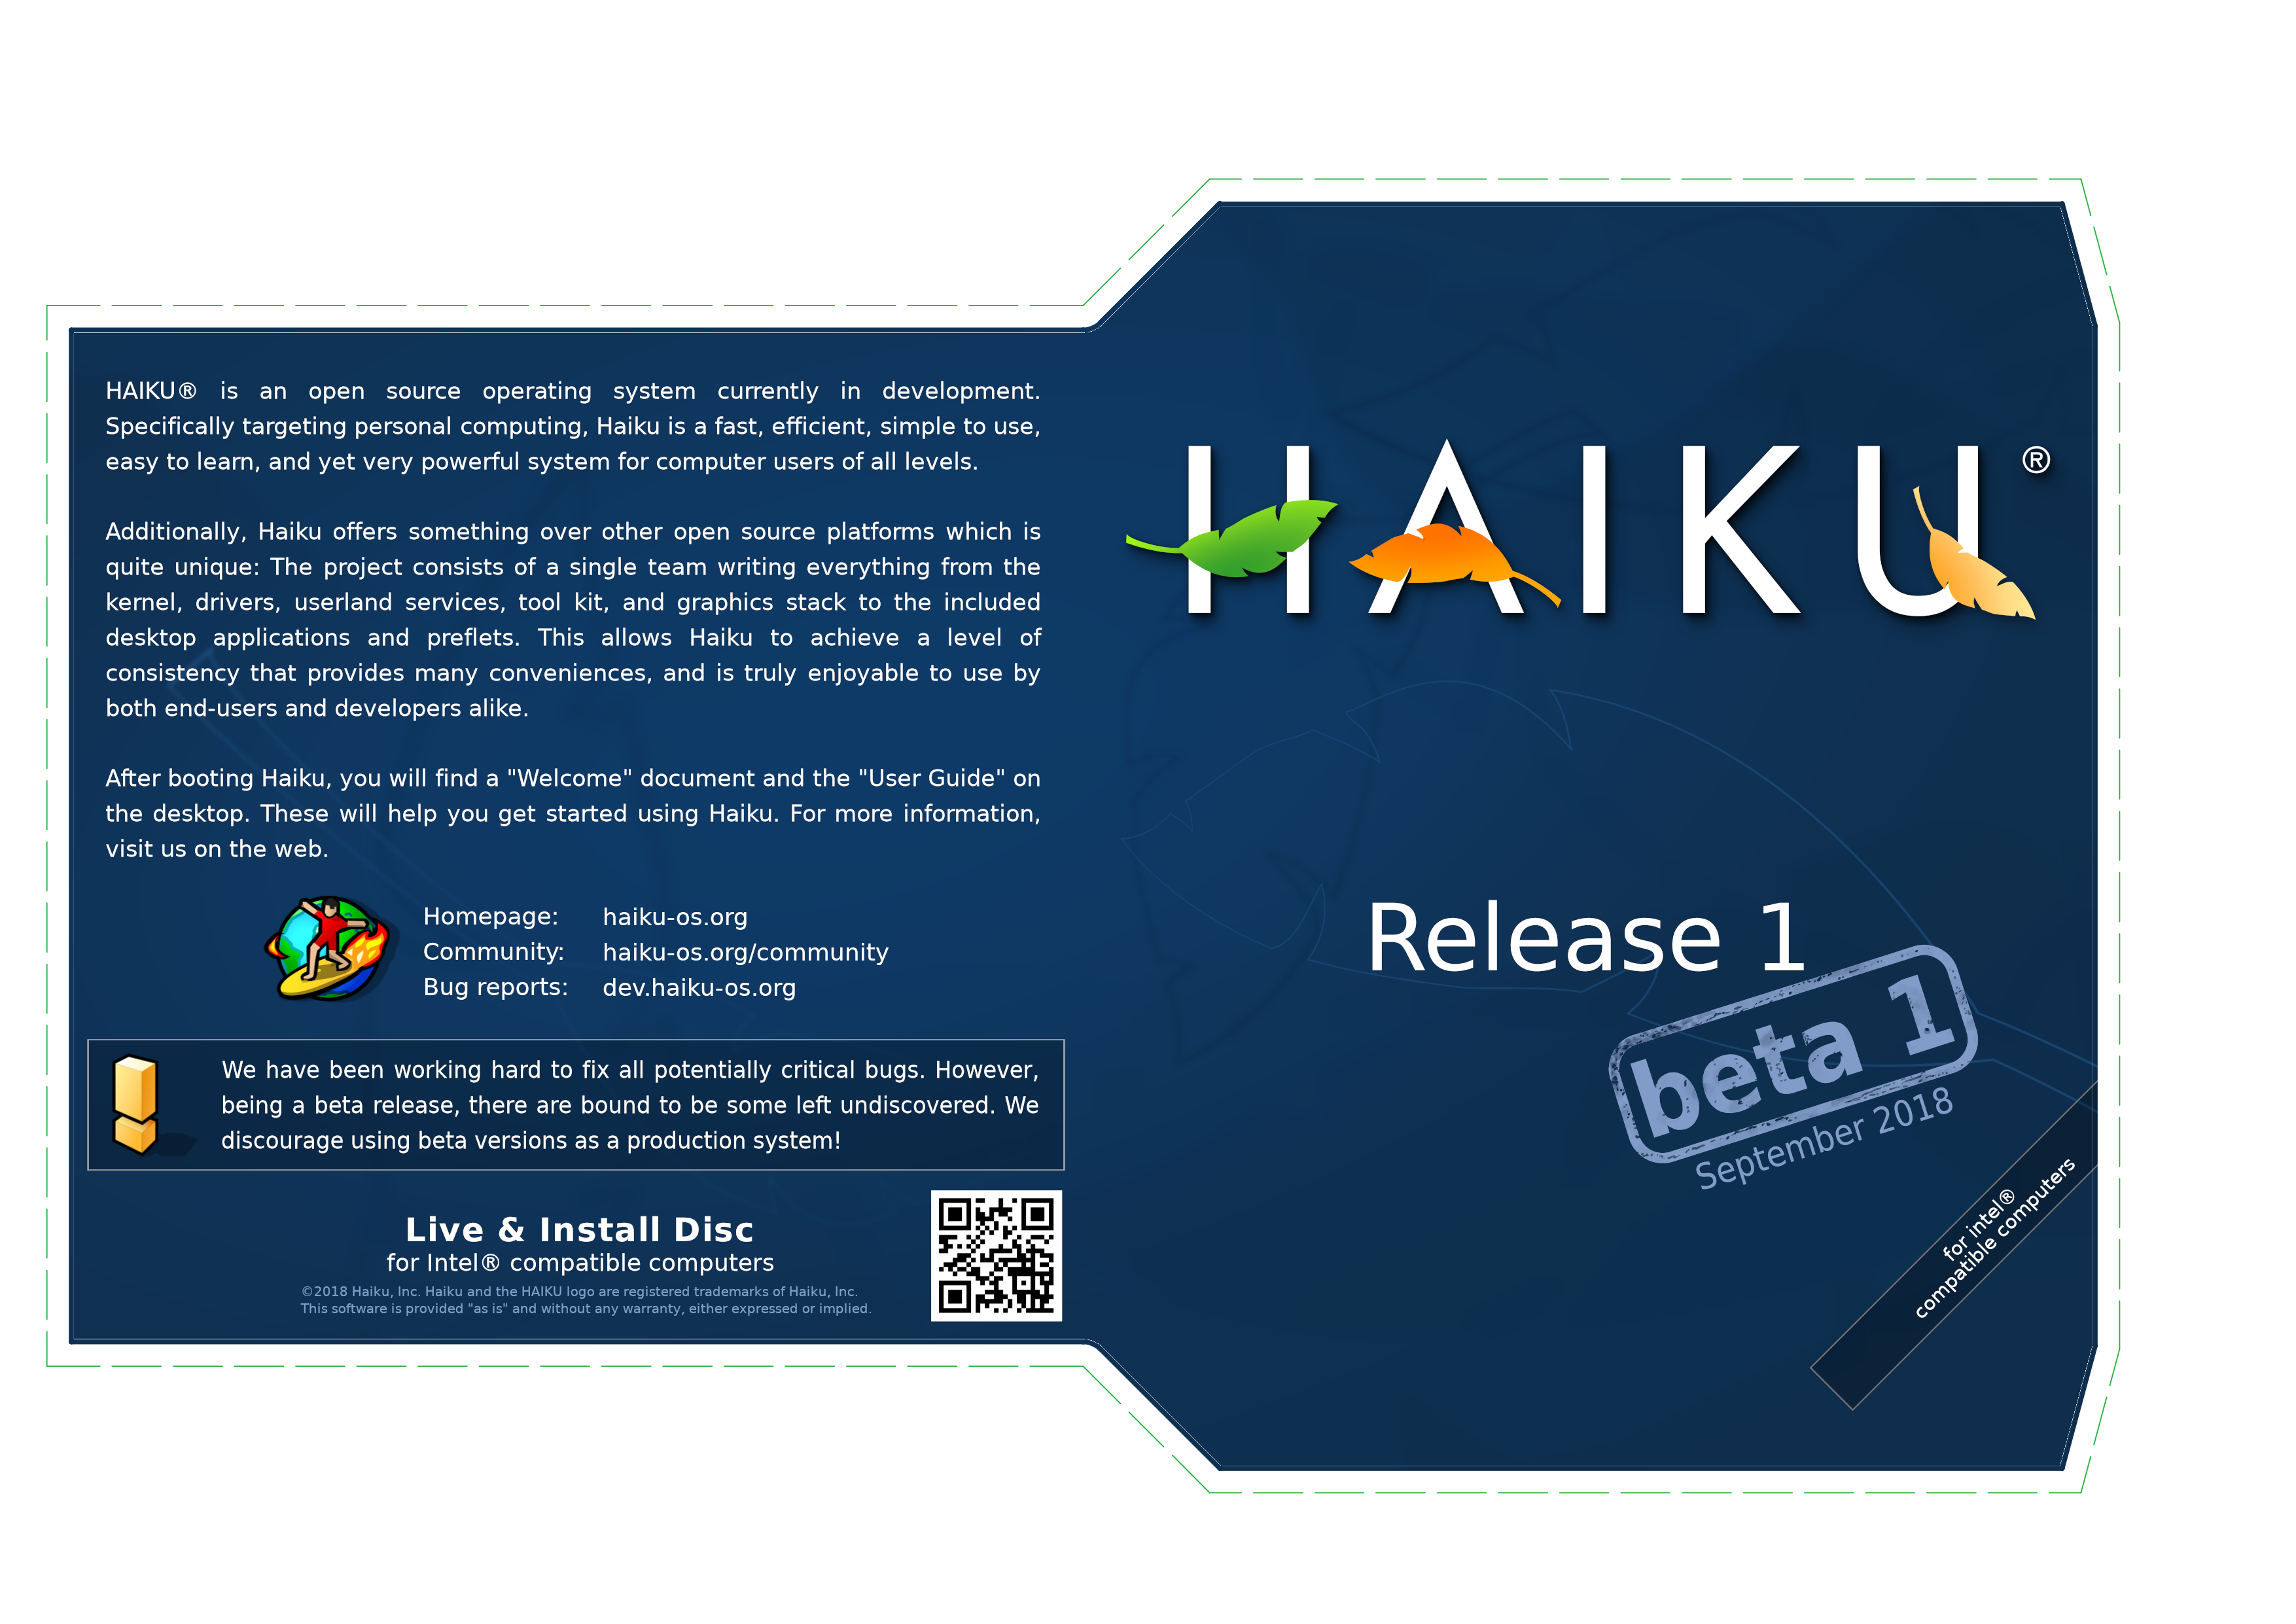 HAIKU® is an open source operating system currently in development.
Specifically targeting personal computing, Haiku is a fast, efficient, simple to use,
easy to learn, and yet very powerful system for computer users of all levels.
Additionally, Haiku offers something over other open source platforms which is
quite unique: The project consists of a single team writing everything from the
kernel, drivers, userland services, tool kit, and graphics stack to the included
desktop applications and preflets. This allows Haiku to achieve a level of
consistency that provides many conveniences, and is truly enjoyable to use by
both end-users and developers alike.
After booting Haiku, you will find a "Welcome" document and the "User Guide" on
the desktop. These will help you get started using Haiku. For more information,
visit us on the web.
Homepage: haiku-os.org
Community: haiku-os.org/community
Bug reports: dev.haiku-os.org
We have been working hard to fix all potentially critical bugs. However,
being a beta release, there are bound to be some left undiscovered. We
discourage using beta versions as a production system!
Live & Install Disc
for Intel® compatible computers
©2018 Haiku, Inc. Haiku and the HAIKU logo are registered trademarks of Haiku, Inc.
This software is provided "as is" and without any warranty, either expressed or implied.
HAIKU®
Release 1
beta 1
September 2018
for intel®
compatible computers